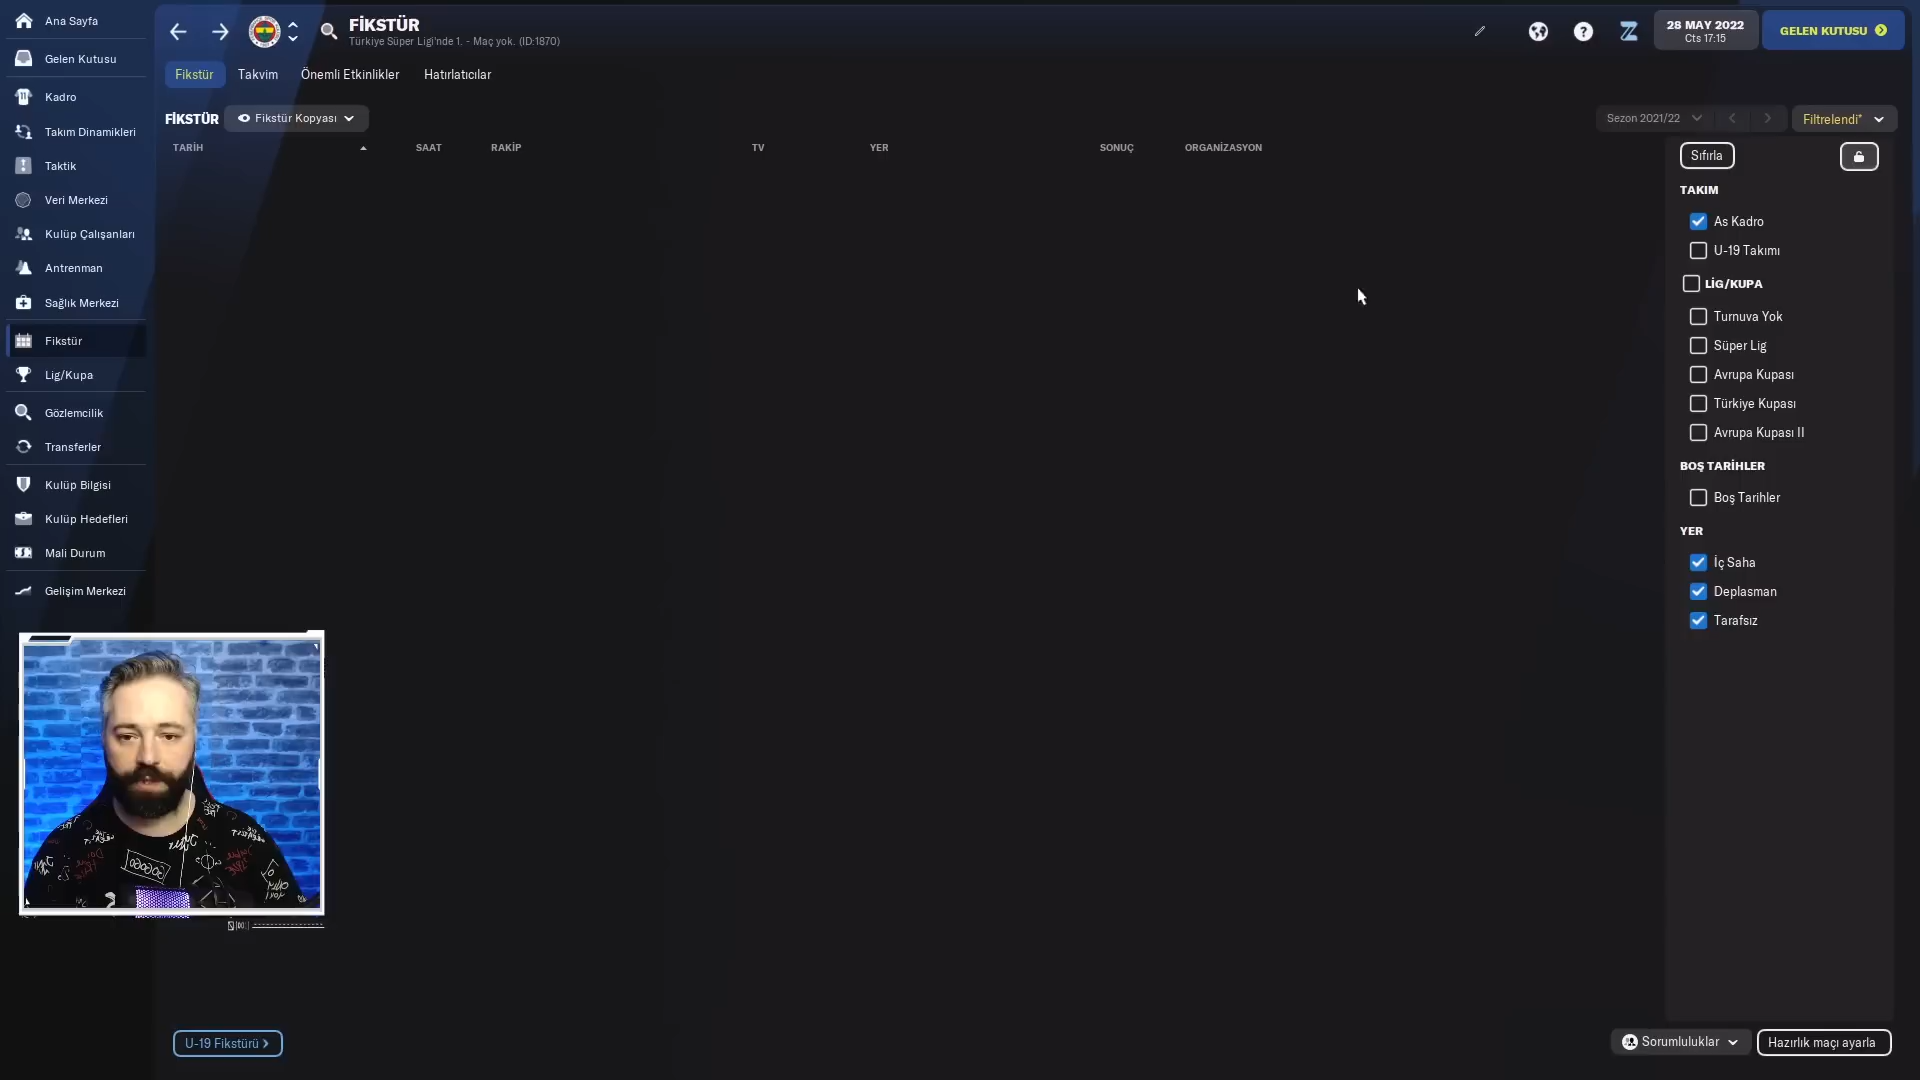 Ana Sayfa
Gelen Kutusu
Kadro
Takım Dinamikleri
Taktik
Veri Merkezi
Kulüp Çalışanları
Antrenman
Sağlık Merkezi
Fikstür
Lig/Kupa
Gözlemcilik
Transferler
Kulüp Bilgisi
Kulüp Hedefleri
Mali Durum
Gelişim Merkezi
FİKSTÜR
Türkiye Süper Ligi'nde 1. - Maç yok. (ID:1870)
28 MAY 2022
Cts 17:15
GELEN KUTUSU
Fikstür Takvim Önemli Etkinlikler Hatırlatıcılar
FİKSTÜR Fikstür Kopyası
Sezon 2021/22
Filtrelendi*
TARİH SAAT RAKİP TV YER SONUÇ ORGANİZASYON
Sıfırla
TAKIM
As Kadro
U-19 Takımı
LİG/KUPA
Turnuva Yok
Süper Lig
Avrupa Kupası
Türkiye Kupası
Avrupa Kupası II
BOŞ TARİHLER
Boş Tarihler
YER
İç Saha
Deplasman
Tarafsız
U-19 Fikstürü
Sorumluluklar
Hazırlık maçı ayarla